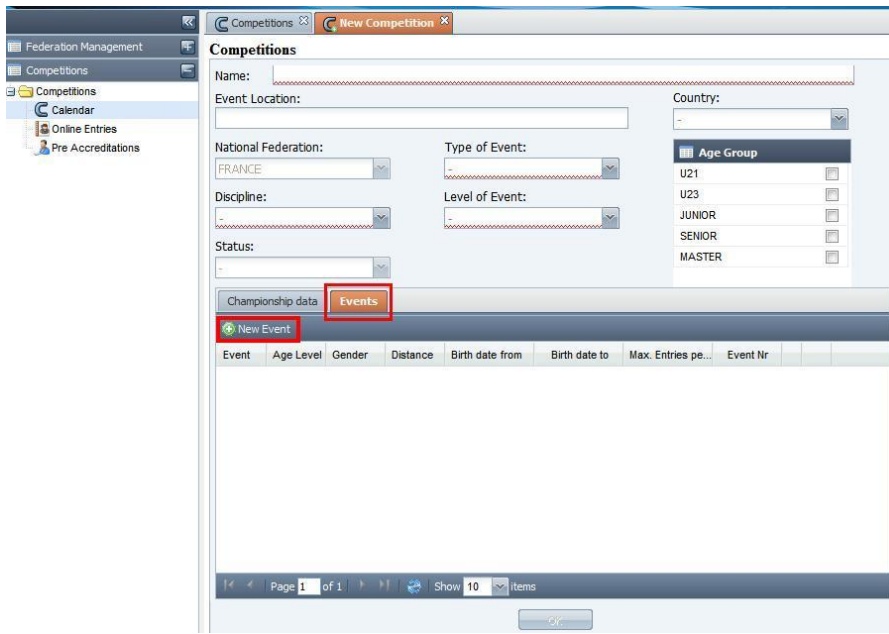 Competitions New Competition
Federation Management
Competitions
Competitions
Calendar
Online Entries
Pre Accreditations
Competitions
Name:
Event Location: Country:
-
National Federation: Type of Event:
FRANCE -
Age Group
U21
U23
JUNIOR
SENIOR
MASTER
Discipline: Level of Event:
- -
Status:
-
Championship data Events
New Event
Event Age Level Gender Distance Birth date from Birth date to Max. Entries pe... Event Nr
Page 1 of 1 Show 10 items
OK